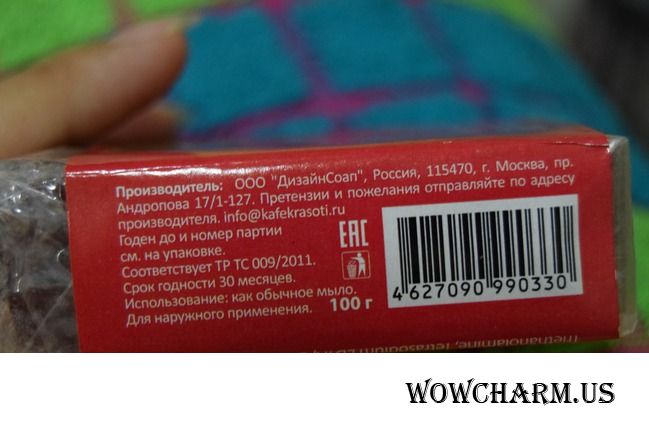 Производитель: ООО "ДизайнСоап", Россия, 115470, г. Москва, пр.
Андропова 17/1-127. Претензии и пожелания отправляйте по адресу
производителя. info@kafekrasoti.ru
Годен до и номер партии
см. на упаковке.
Соответствует ТР ТС 009/2011.
Срок годности 30 месяцев.
Использование: как обычное мыло.
Для наружного применения. 100 г
EAC
4 627090 990330
Triethanolamine, Tetrasodium
WOWCHARM.US